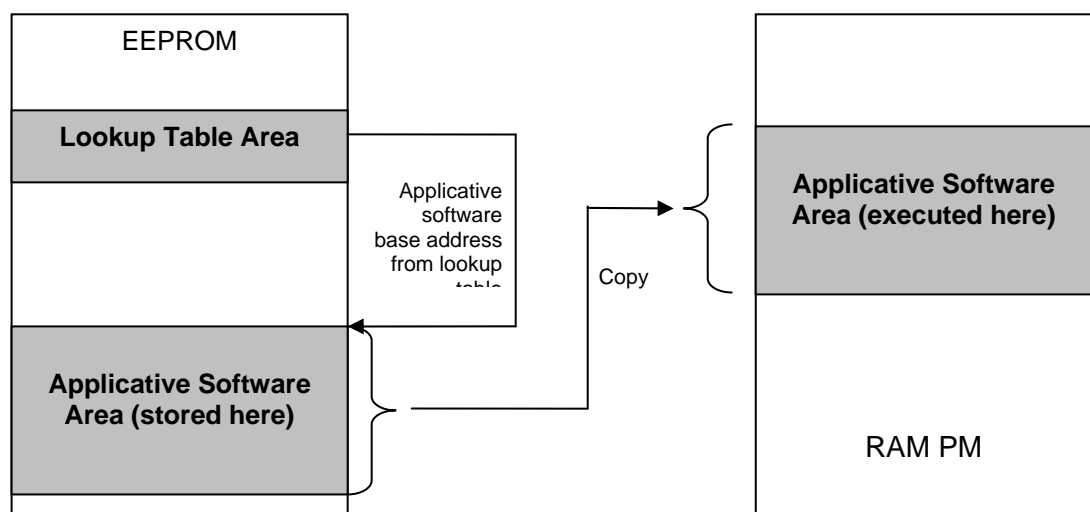 EEPROM
Lookup Table Area
Applicative
software
base address
from lookup
table
Applicative Software
Area (stored here)
Copy
Applicative Software
Area (executed here)
RAM PM